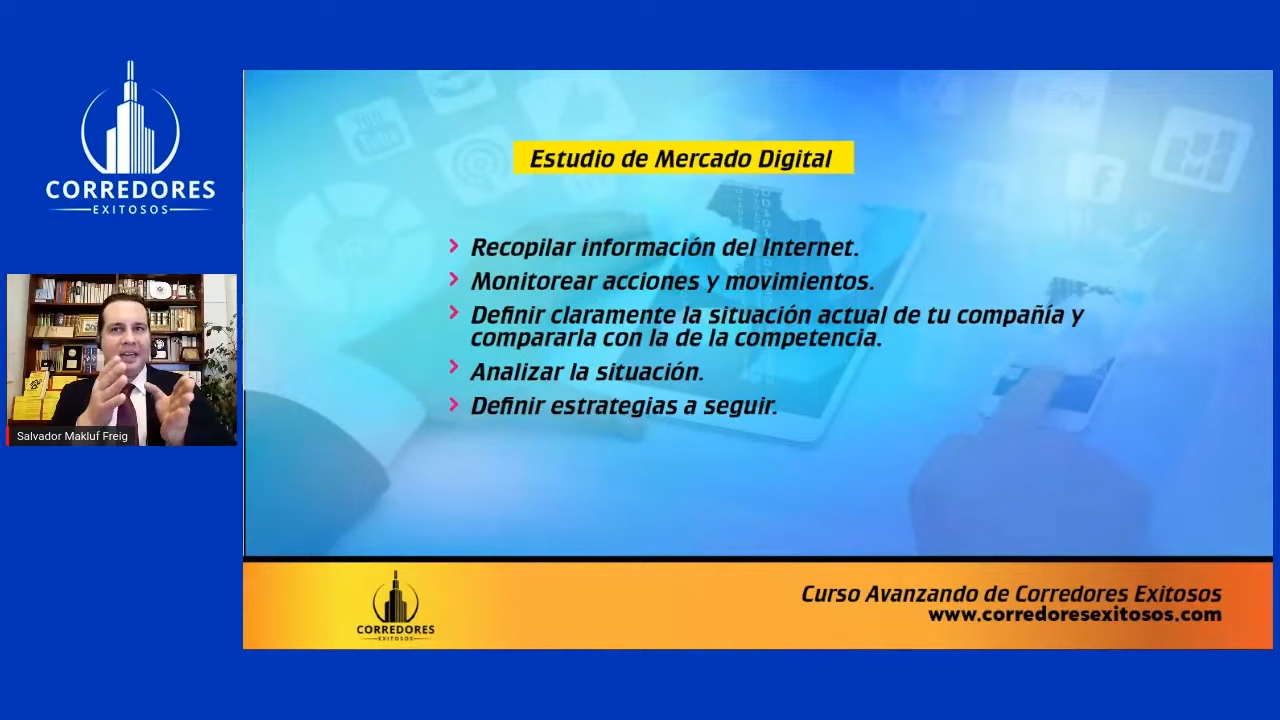 CORREDORES
EXITOSOS
Salvador Makluf Freig
Estudio de Mercado Digital
Recopilar información del Internet.
Monitorear acciones y movimientos.
Definir claramente la situación actual de tu compañía y
compararla con la de la competencia.
Analizar la situación.
Definir estrategias a seguir.
CORREDORES
EXITOSOS
Curso Avanzando de Corredores Exitosos
www.corredoresexitosos.com